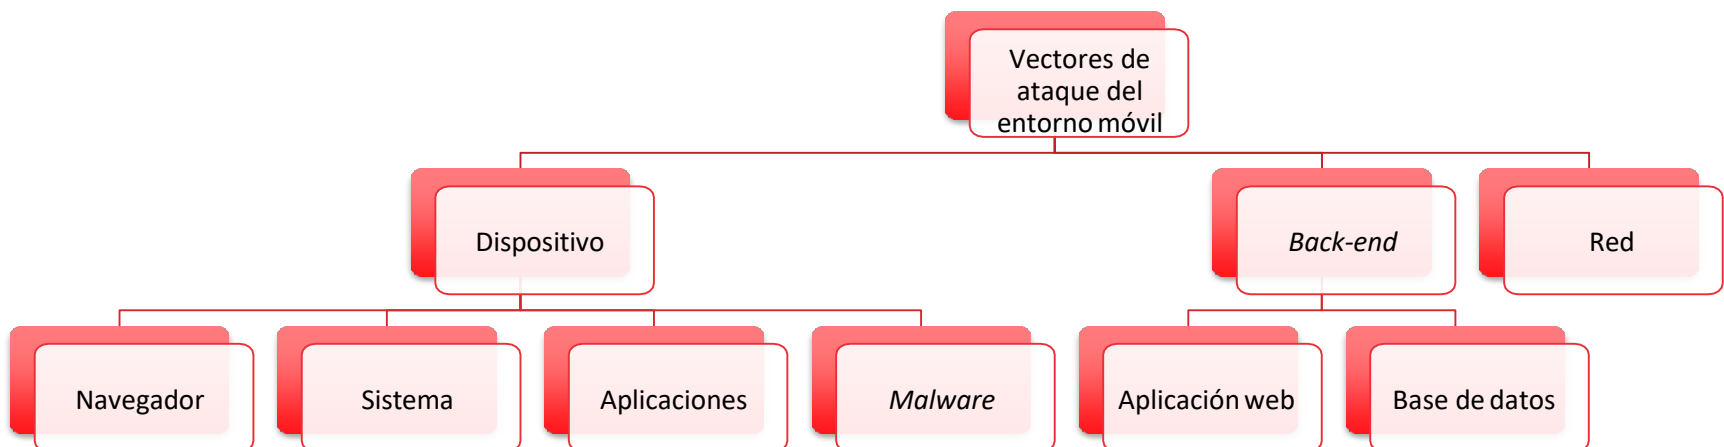 Vectores de
ataque del
entorno móvil
Dispositivo
Back-end
Red
Navegador
Sistema
Aplicaciones
Malware
Aplicación web
Base de datos